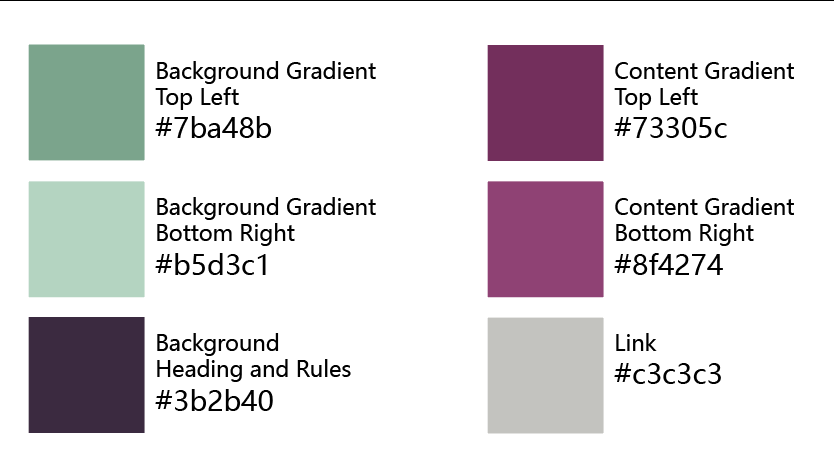 Background Gradient
Top Left
#7ba48b
Background Gradient
Bottom Right
#b5d3c1
Background
Heading and Rules
#3b2b40
Content Gradient
Top Left
#73305c
Content Gradient
Bottom Right
#8f4274
Link
#c3c3c3